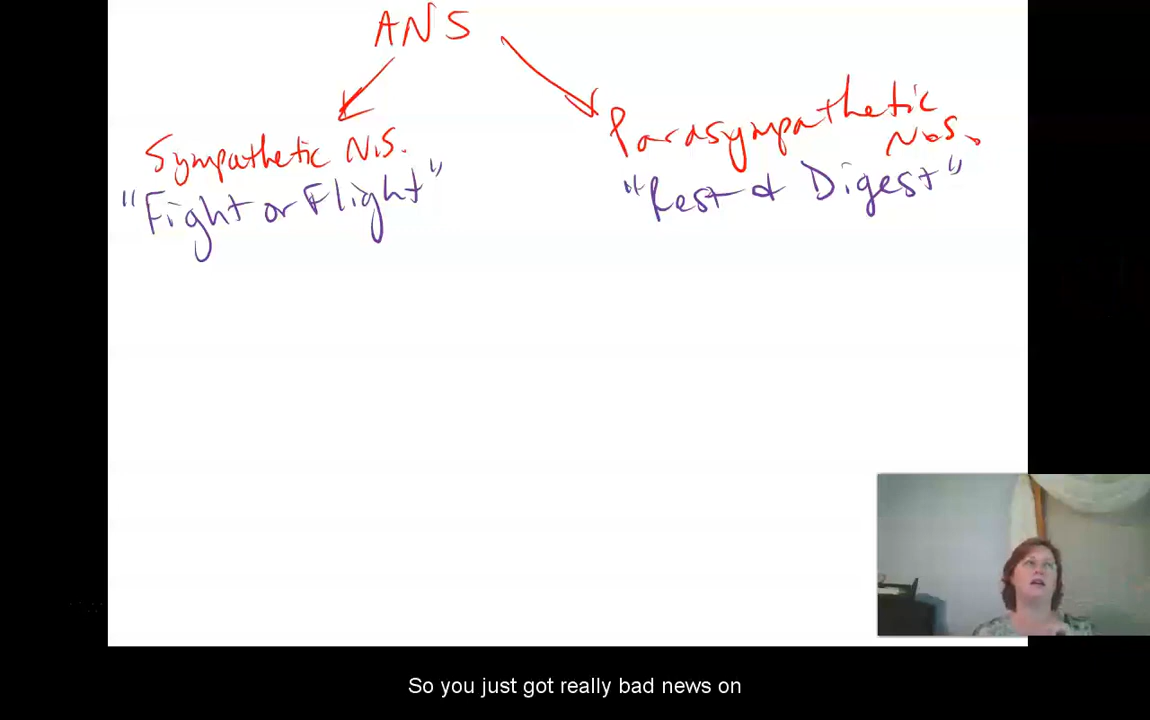 ANS
Sympathetic N.S.
"Fight or Flight"
Parasympathetic
N.S.
"Rest & Digest"
So you just got really bad news on